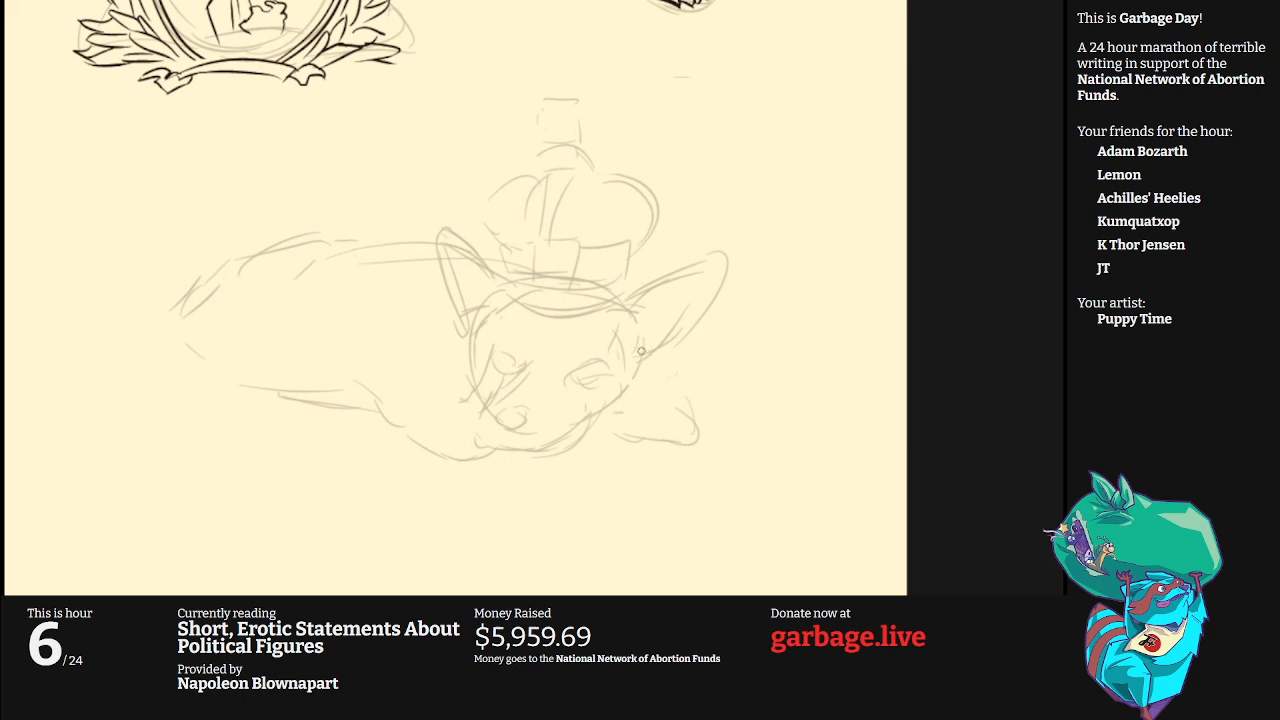 This is Garbage Day!
A 24 hour marathon of terrible
writing in support of the
National Network of Abortion
Funds.
Your friends for the hour:
Adam Bozarth
Lemon
Achilles' Heelies
Kumquatxop
K Thor Jensen
JT
Your artist:
Puppy Time
This is hour
6/24
Currently reading
Short, Erotic Statements About
Political Figures
Provided by
Napoleon Blownapart
Money Raised
$5,959.69
Money goes to the National Network of Abortion Funds
Donate now at
garbage.live